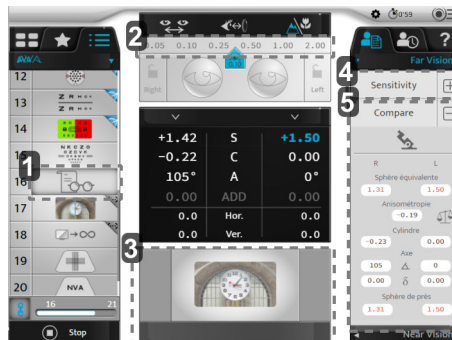 0:59
AVA
12
13
Z R H K V
14
15
N E C Z O
16
17
18
∞
19
20
NVA
16 21
Stop
1
2
0.05 0.10 0.25 0.50 1.00 2.00
Right Left
+1.42 S +1.50
−0.22 C 0.00
105° A 0°
0.00 ADD 0.00
0.0 Hor. 0.0
0.0 Ver. 0.0
3
?
Far Vision
4
Sensitivity +
5
Compare −
R L
Sphère équivalente
1.31 1.50
Anisométropie
-0.19
Cylindre
-0.23 0.00
Axe
105 0
0.00 δ 0.00
Sphère de près
1.31 1.50
Near Vision